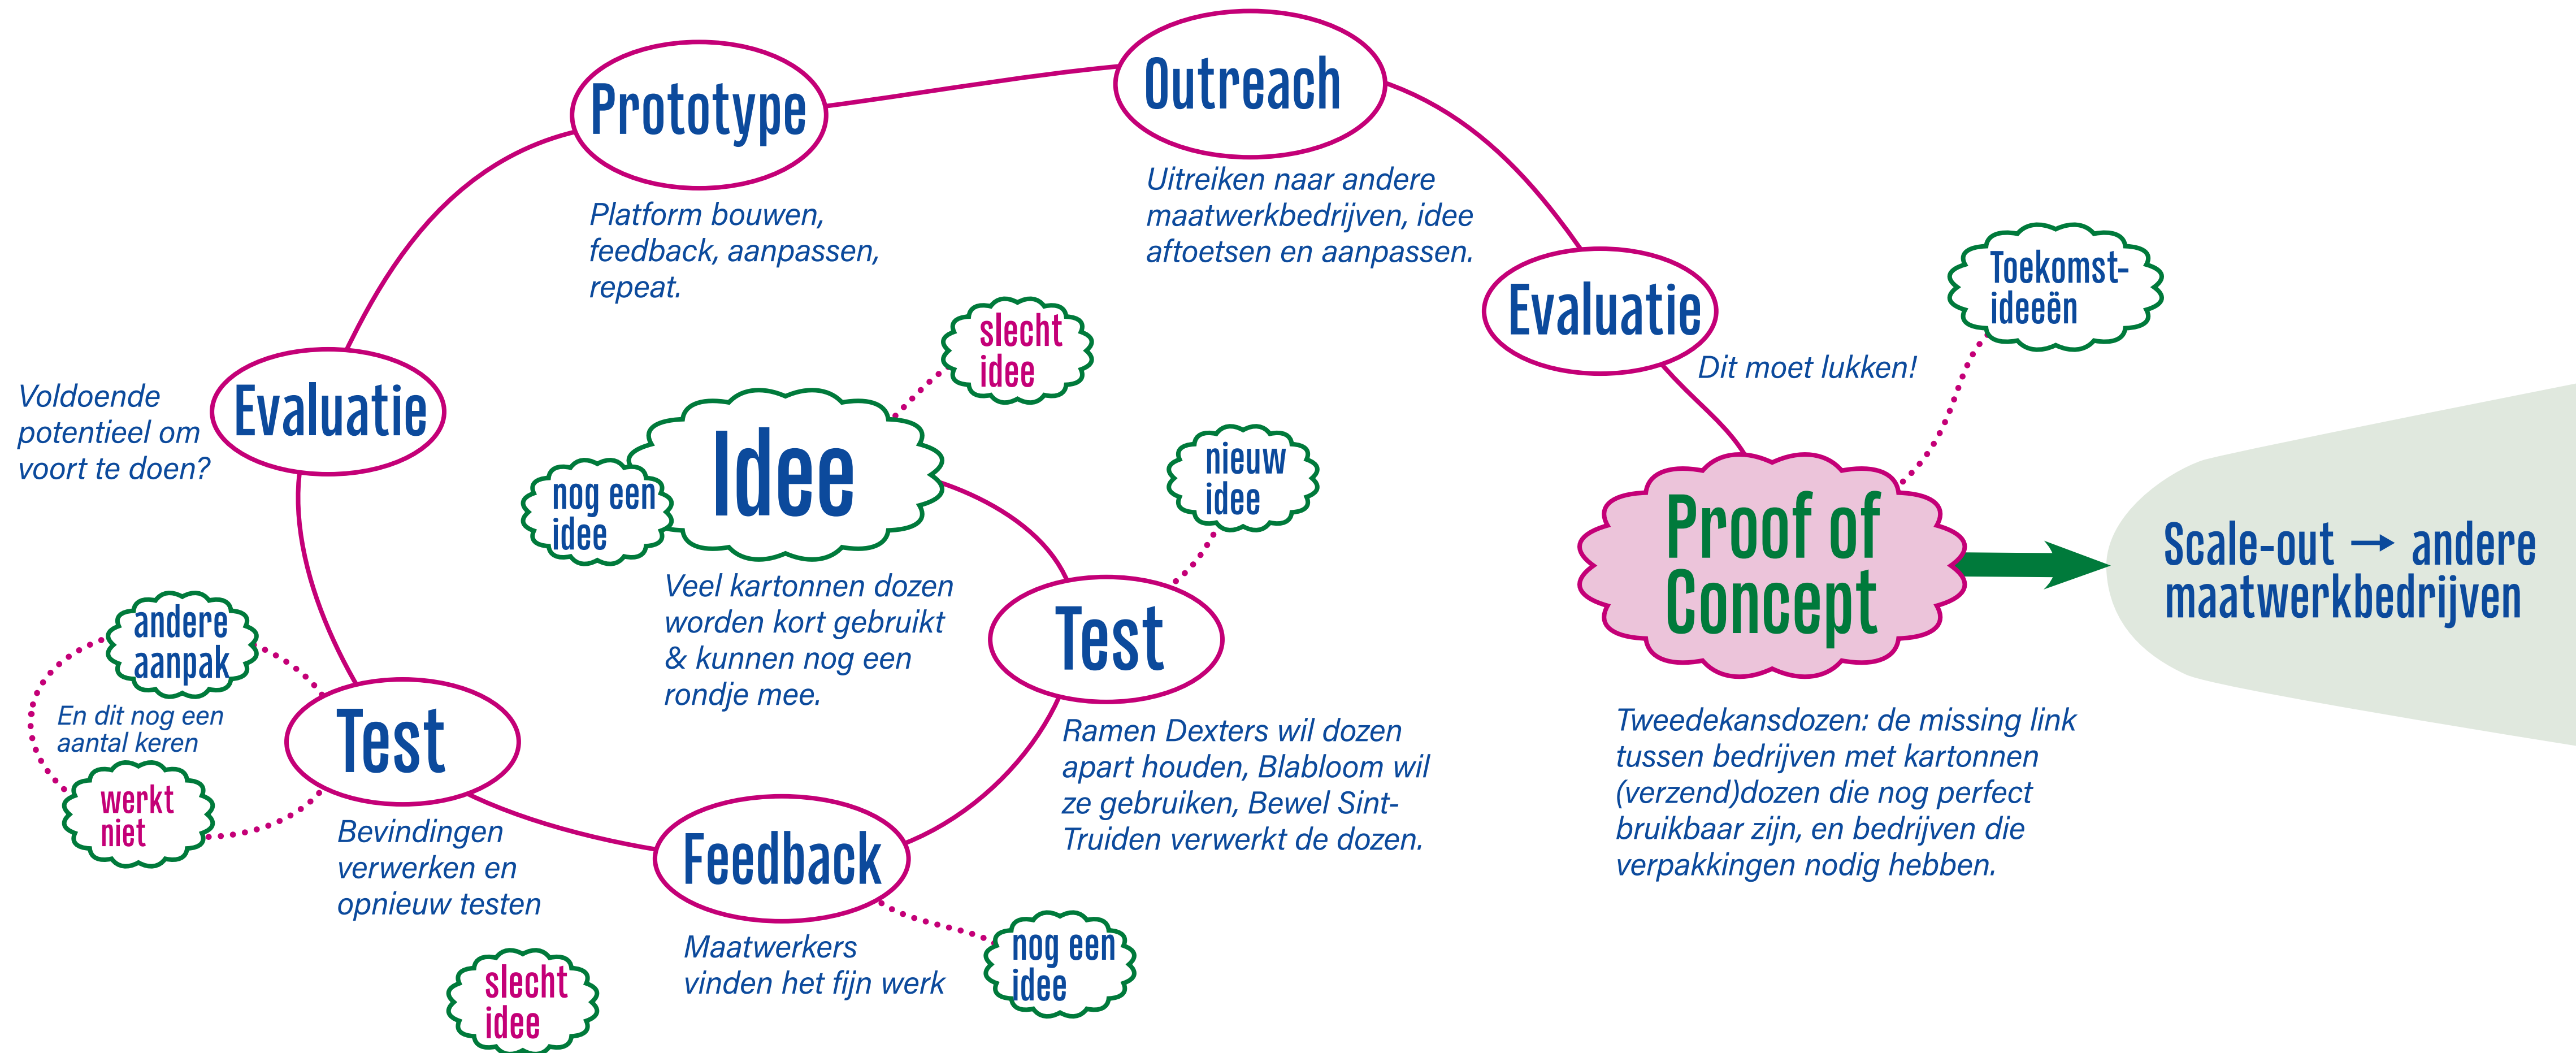 Idee
Veel kartonnen dozen
worden kort gebruikt
& kunnen nog een
rondje mee.
nog een
idee
slecht
idee
Test
Ramen Dexters wil dozen
apart houden, Blabloom wil
ze gebruiken, Bewel Sint-
Truiden verwerkt de dozen.
nieuw
idee
Feedback
Maatwerkers
vinden het fijn werk
nog een
idee
slecht
idee
Test
Bevindingen
verwerken en
opnieuw testen
andere
aanpak
En dit nog een
aantal keren
werkt
niet
Evaluatie
Voldoende
potentieel om
voort te doen?
Prototype
Platform bouwen,
feedback, aanpassen,
repeat.
Outreach
Uitreiken naar andere
maatwerkbedrijven, idee
aftoetsen en aanpassen.
Evaluatie
Dit moet lukken!
Proof of
Concept
Tweedekansdozen: de missing link
tussen bedrijven met kartonnen
(verzend)dozen die nog perfect
bruikbaar zijn, en bedrijven die
verpakkingen nodig hebben.
Toekomst-
ideeën
Scale-out → andere
maatwerkbedrijven